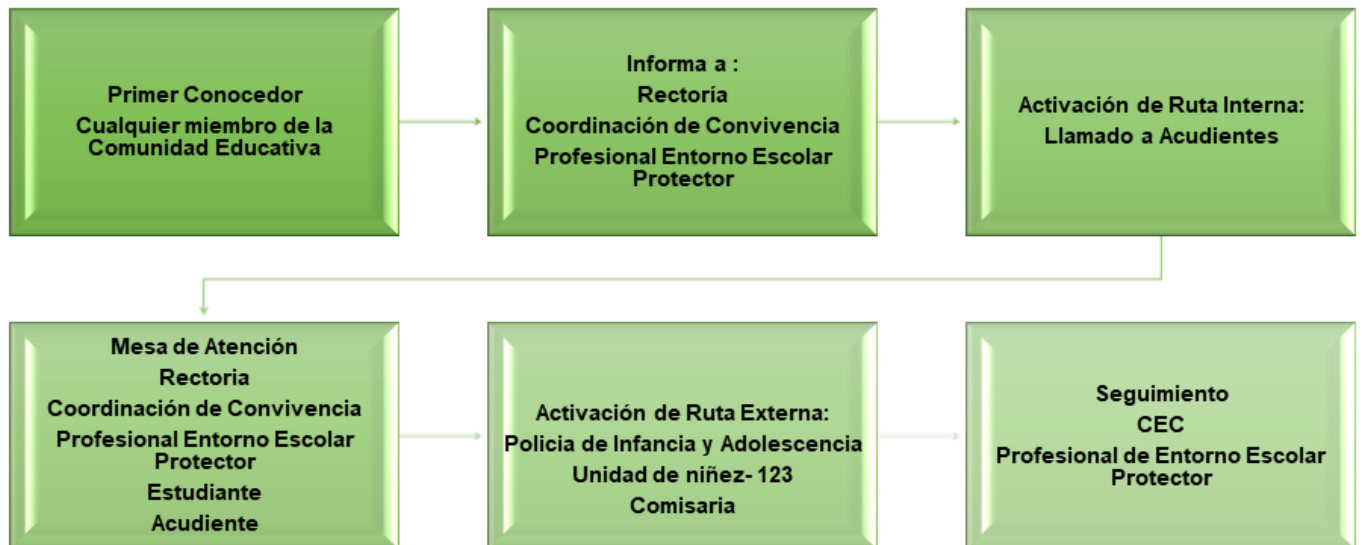 Primer Conocedor
Cualquier miembro de la
Comunidad Educativa
Informa a :
Rectoría
Coordinación de Convivencia
Profesional Entorno Escolar
Protector
Activación de Ruta Interna:
Llamado a Acudientes
Mesa de Atención
Rectoria
Coordinación de Convivencia
Profesional Entorno Escolar
Protector
Estudiante
Acudiente
Activación de Ruta Externa:
Policia de Infancia y Adolescencia
Unidad de niñez- 123
Comisaria
Seguimiento
CEC
Profesional de Entorno Escolar
Protector